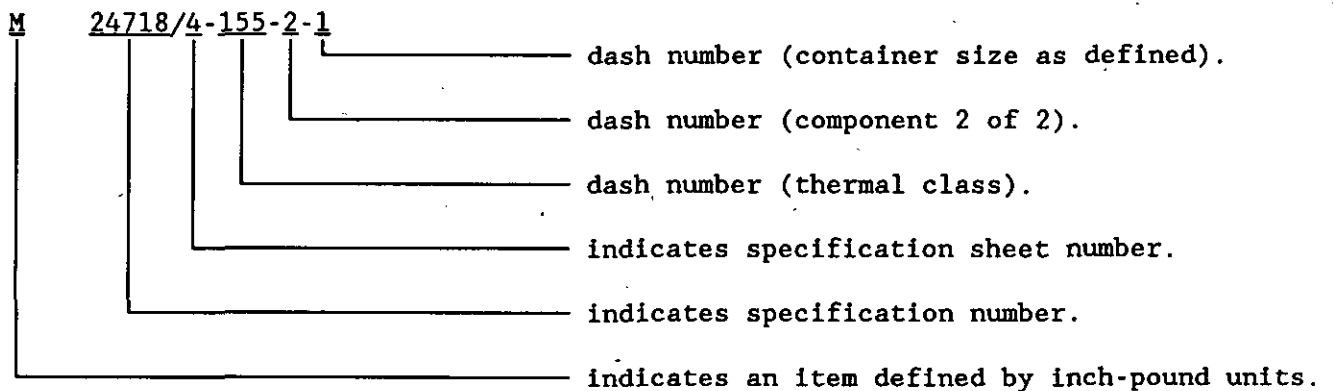 M 24718/4-155-2-1
dash number (container size as defined).
dash number (component 2 of 2).
dash number (thermal class).
indicates specification sheet number.
indicates specification number.
indicates an item defined by inch-pound units.